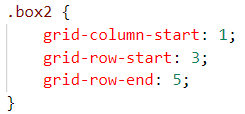 .box2 {
    grid-column-start: 1;
    grid-row-start: 3;
    grid-row-end: 5;
}